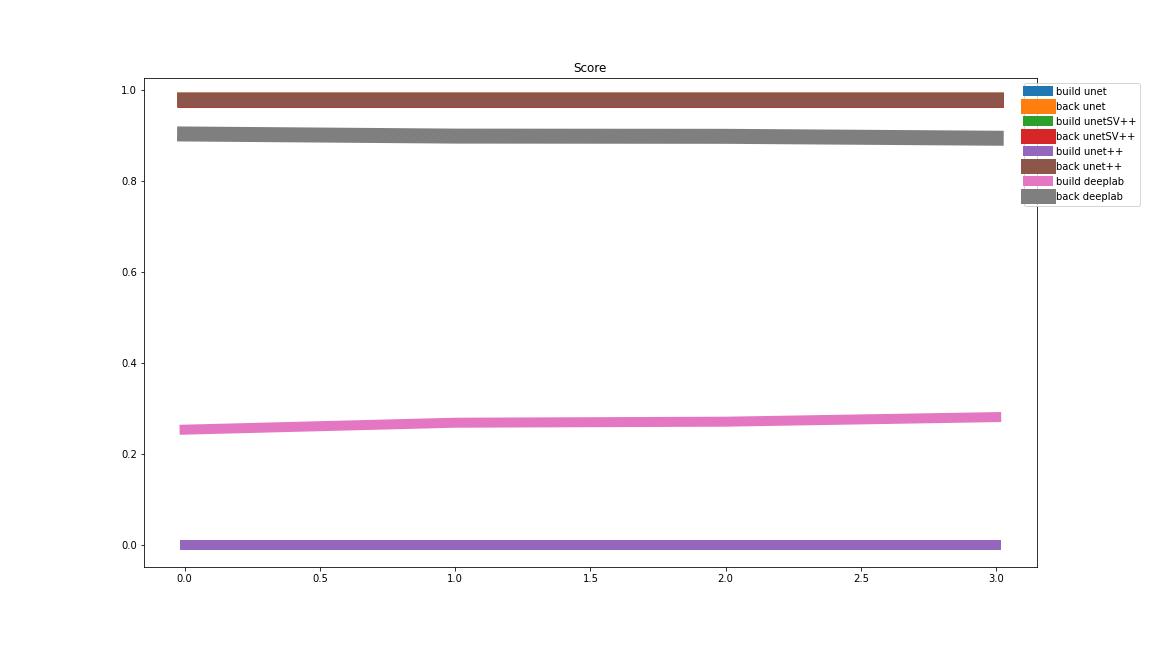 Score
1.0
0.8
0.6
0.4
0.2
0.0
0.0 0.5 1.0 1.5 2.0 2.5 3.0
build unet
back unet
build unetSV++
back unetSV++
build unet++
back unet++
build deeplab
back deeplab